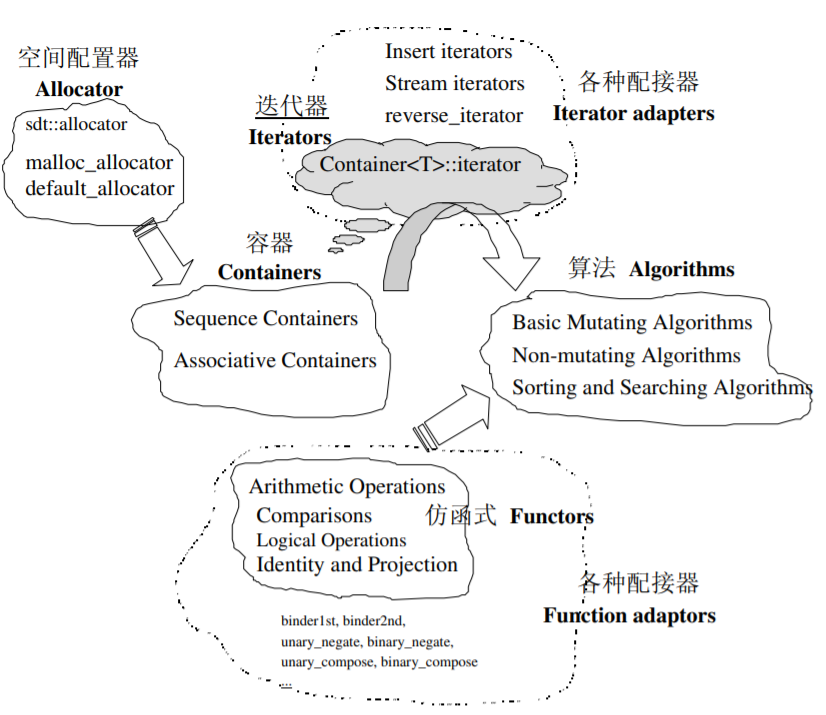 空间配置器
Allocator
sdt::allocator
malloc_allocator
default_allocator
Insert iterators
Stream iterators
reverse_iterator
各种配接器
Iterator adapters
迭代器
Iterators
Container<T>::iterator
容器
Containers
Sequence Containers
Associative Containers
算法 Algorithms
Basic Mutating Algorithms
Non-mutating Algorithms
Sorting and Searching Algorithms
Arithmetic Operations
Comparisons
Logical Operations
Identity and Projection
仿函式 Functors
各种配接器
Function adaptors
binder1st, binder2nd,
unary_negate, binary_negate,
unary_compose, binary_compose
...